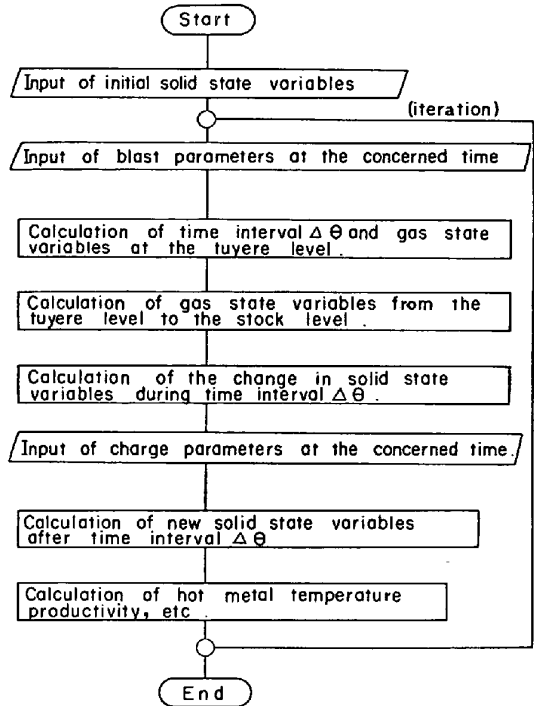 Start
Input of initial solid state variables
(iteration)
Input of blast parameters at the concerned time
Calculation of time interval Δθ and gas state
variables at the tuyere level.
Calculation of gas state variables from the
tuyere level to the stock level.
Calculation of the change in solid state
variables during time interval Δθ.
Input of charge parameters at the concerned time.
Calculation of new solid state variables
after time interval Δθ
Calculation of hot metal temperature
productivity, etc.
End